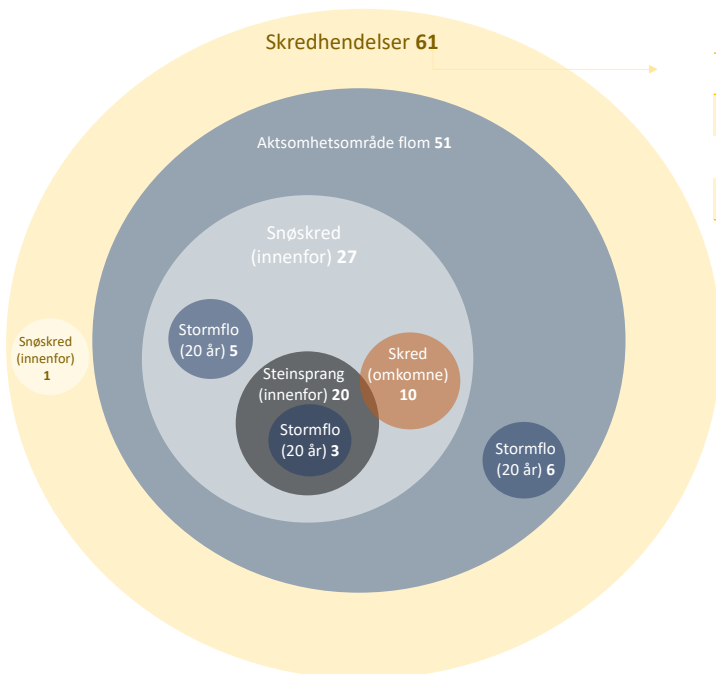 Skredhendelser 61
Aktsomhetsområde flom 51
Snøskred
(innenfor) 27
Stormflo
(20 år) 5
Snøskred
(innenfor)
1
Skred
(omkomne)
10
Steinsprang
(innenfor) 20
Stormflo
(20 år) 3
Stormflo
(20 år) 6